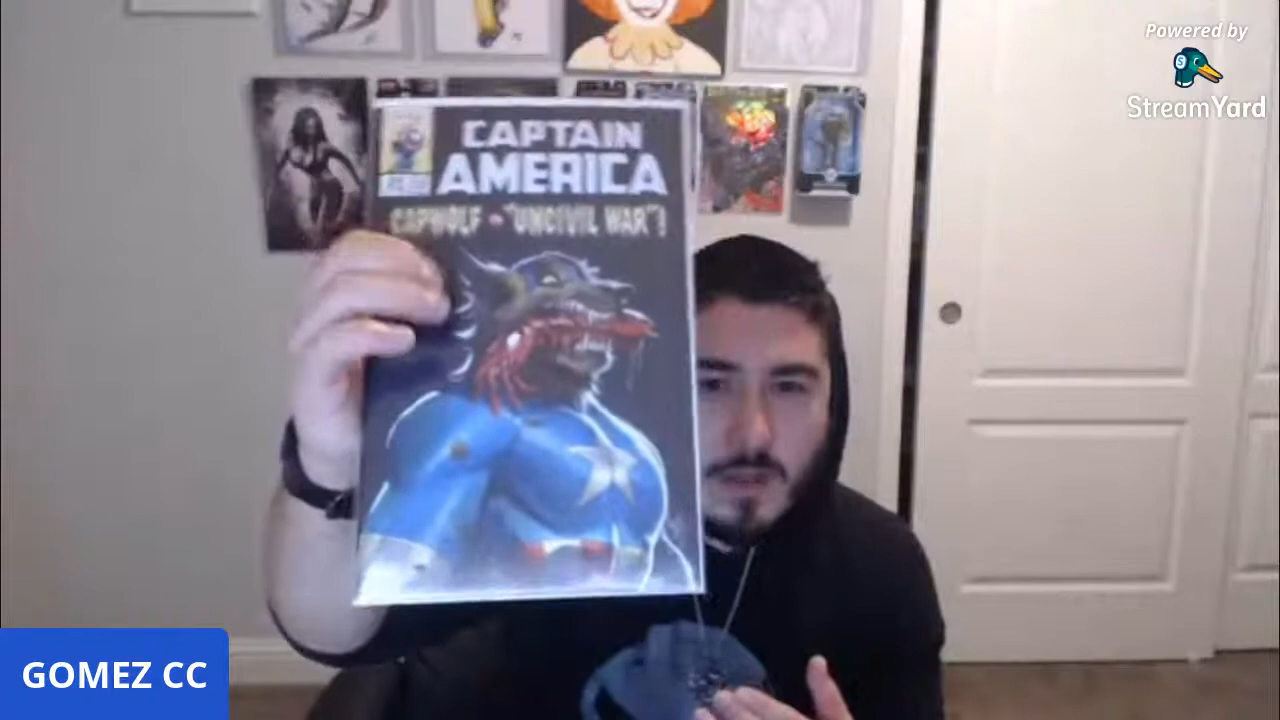 Powered by
StreamYard
CAPTAIN
AMERICA
CAPWOLF - "UNCIVIL WAR"!
GOMEZ CC